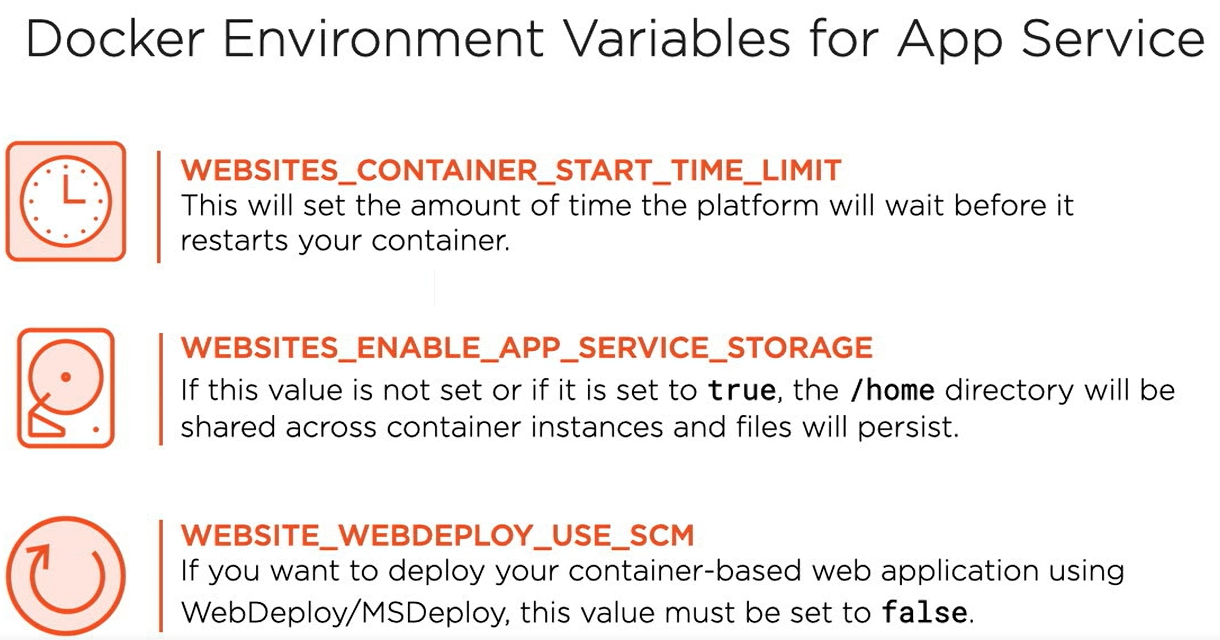 Docker Environment Variables for App Service
WEBSITES_CONTAINER_START_TIME_LIMIT
This will set the amount of time the platform will wait before it
restarts your container.
WEBSITES_ENABLE_APP_SERVICE_STORAGE
If this value is not set or if it is set to true, the /home directory will be
shared across container instances and files will persist.
WEBSITE_WEBDEPLOY_USE_SCM
If you want to deploy your container-based web application using
WebDeploy/MSDeploy, this value must be set to false.